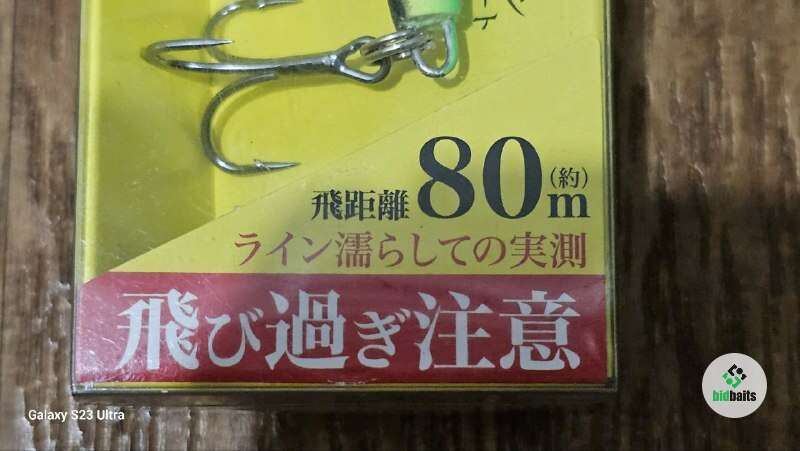 飛距離80m(約)
ライン濡らしての実測
飛び過ぎ注意
bidbaits
Galaxy S23 Ultra